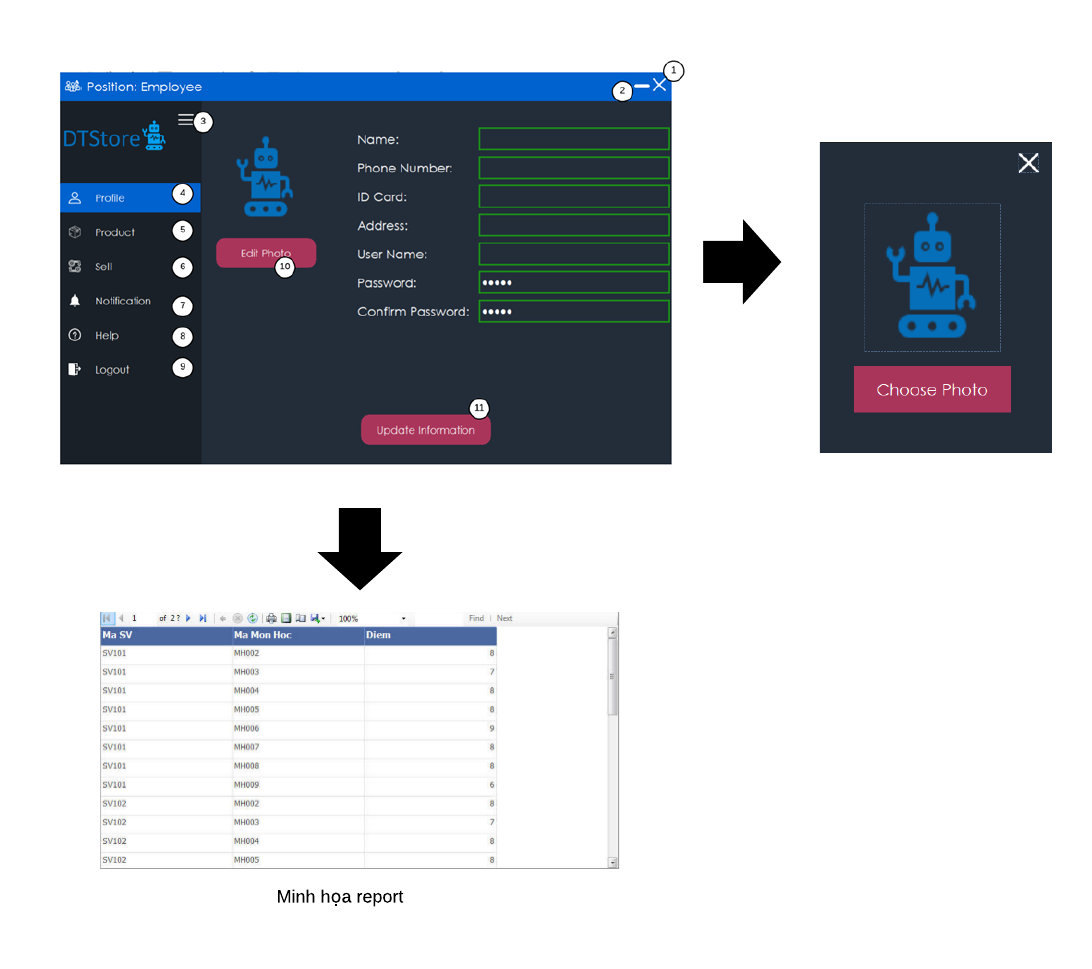 1
Position: Employee
2
3
DTStore
Name:
Phone Number:
ID Card:
Address:
User Name:
Password: •••••
Confirm Password: •••••
Profile
4
Product
5
Sell
6
Notification
7
Help
8
Logout
9
Edit Photo
10
11
Update Information
Choose Photo
1 of 2 ? 100% Find | Next
Ma SV Ma Mon Hoc Diem
SV101 MH002 8
SV101 MH003 7
SV101 MH004 8
SV101 MH005 8
SV101 MH006 9
SV101 MH007 8
SV101 MH008 8
SV101 MH009 6
SV102 MH002 8
SV102 MH003 7
SV102 MH004 8
SV102 MH005 8
Minh họa report